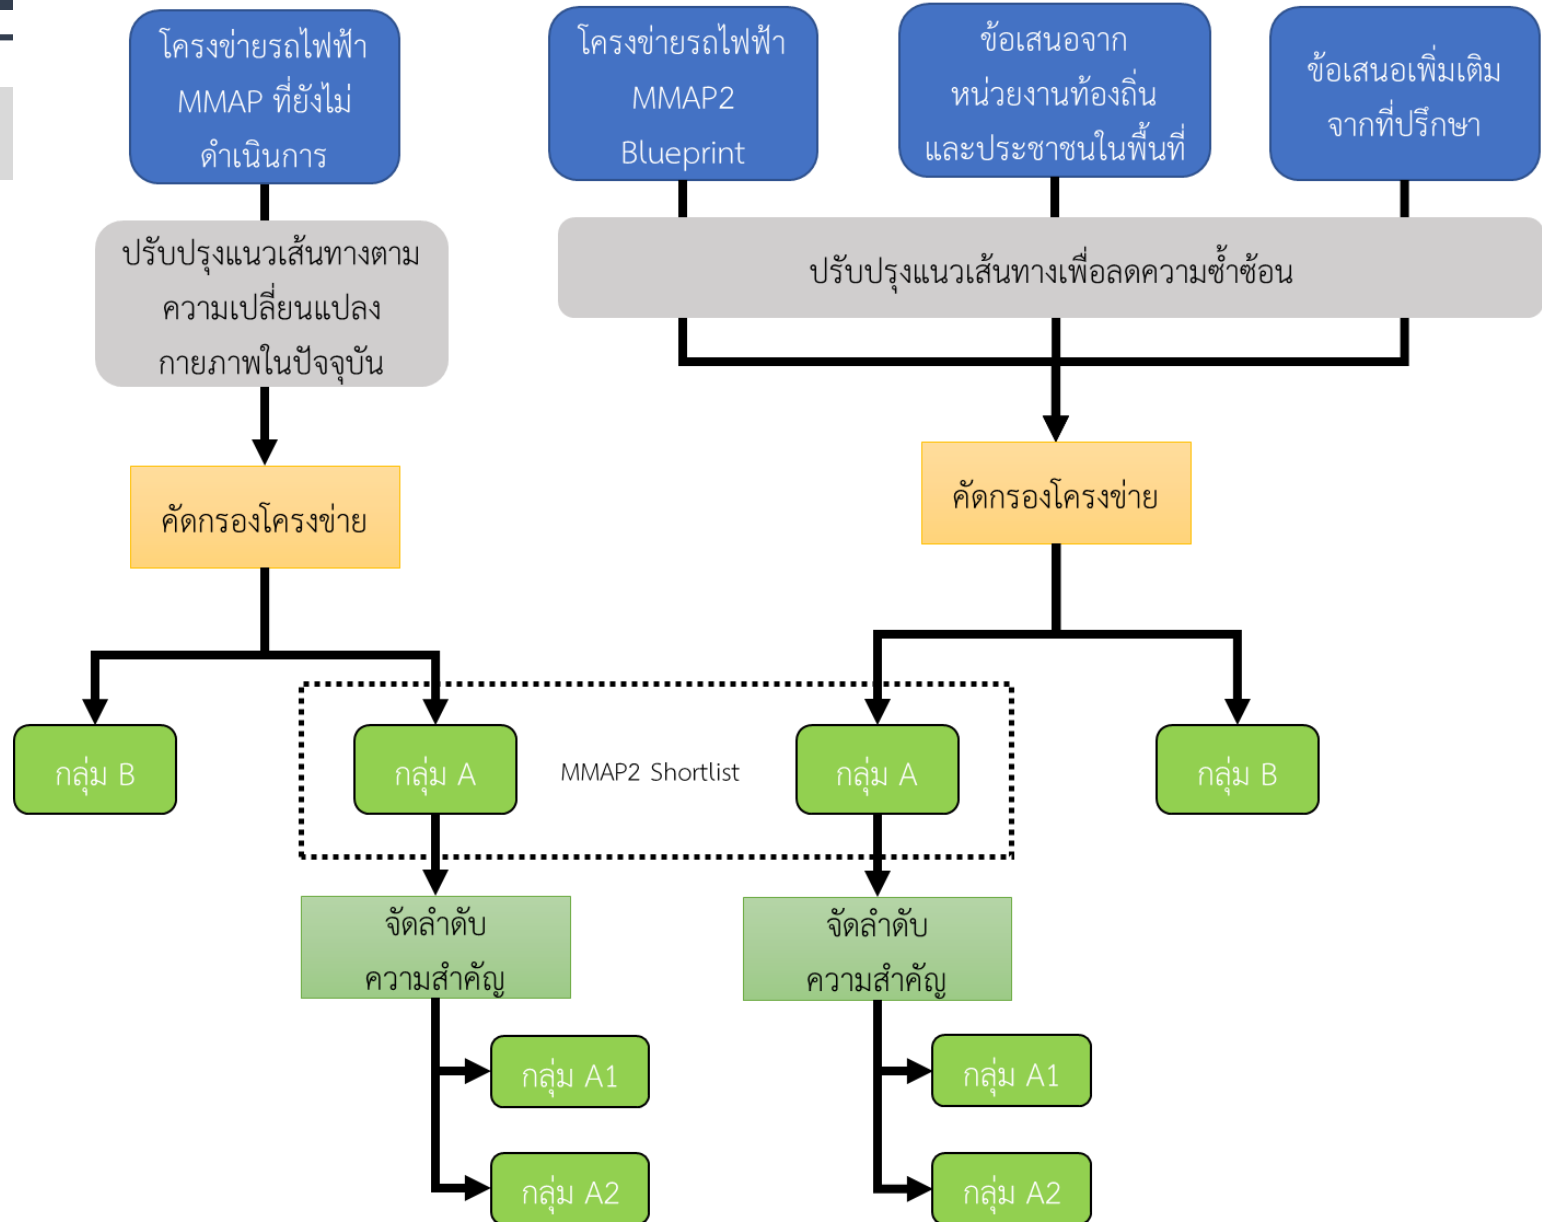 โครงข่ายรถไฟฟ้า
MMAP ที่ยังไม่
ดำเนินการ
โครงข่ายรถไฟฟ้า
MMAP2
Blueprint
ข้อเสนอจาก
หน่วยงานท้องถิ่น
และประชาชนในพื้นที่
ข้อเสนอเพิ่มเติม
จากที่ปรึกษา
ปรับปรุงแนวเส้นทางตาม
ความเปลี่ยนแปลง
กายภาพในปัจจุบัน
ปรับปรุงแนวเส้นทางเพื่อลดความซ้ำซ้อน
คัดกรองโครงข่าย
คัดกรองโครงข่าย
กลุ่ม B
กลุ่ม A
MMAP2 Shortlist
กลุ่ม A
กลุ่ม B
จัดลำดับ
ความสำคัญ
จัดลำดับ
ความสำคัญ
กลุ่ม A1
กลุ่ม A1
กลุ่ม A2
กลุ่ม A2